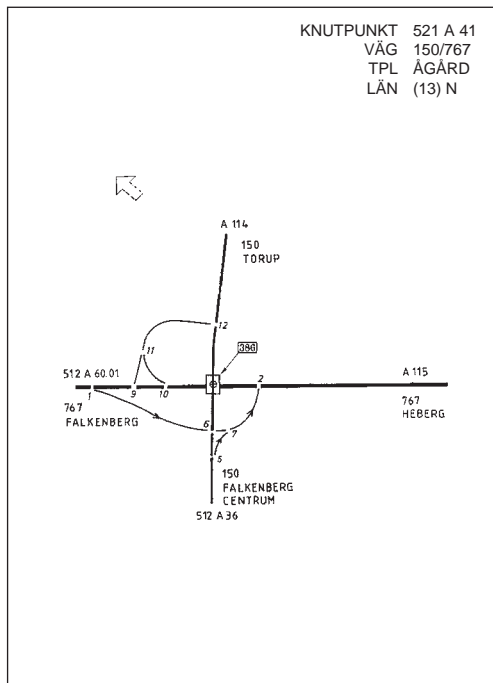 KNUTPUNKT 521 A 41
VÄG 150/767
TPL ÅGÅRD
LÄN (13) N
A 114
150
TORUP
12
11
386
512 A 60.01
A 115
1
9
10
2
767
FALKENBERG
767
HEBERG
6
7
5
150
FALKENBERG
CENTRUM
512 A 36